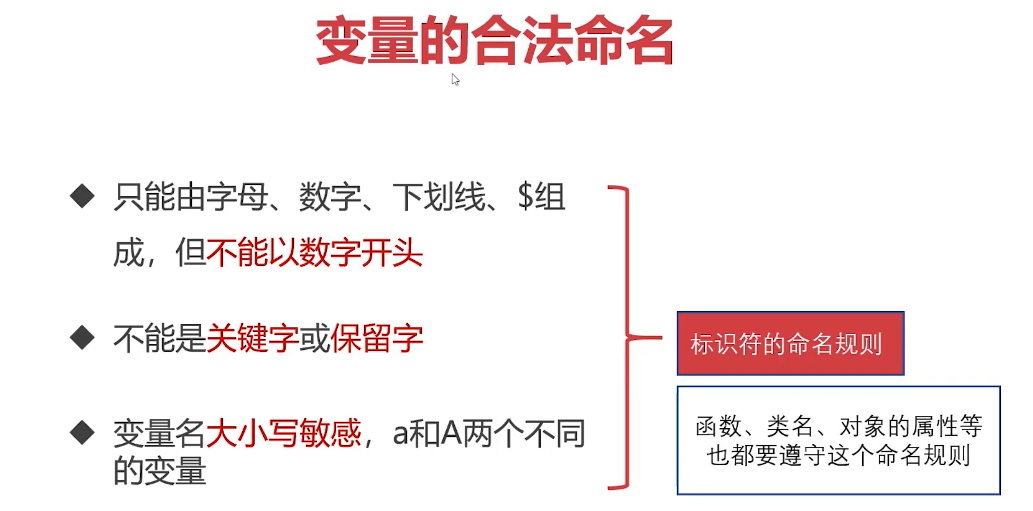 变量的合法命名
只能由字母、数字、下划线、$组
成，但不能以数字开头
不能是关键字或保留字
变量名大小写敏感，a和A两个不同
的变量
标识符的命名规则
函数、类名、对象的属性等
也都要遵守这个命名规则